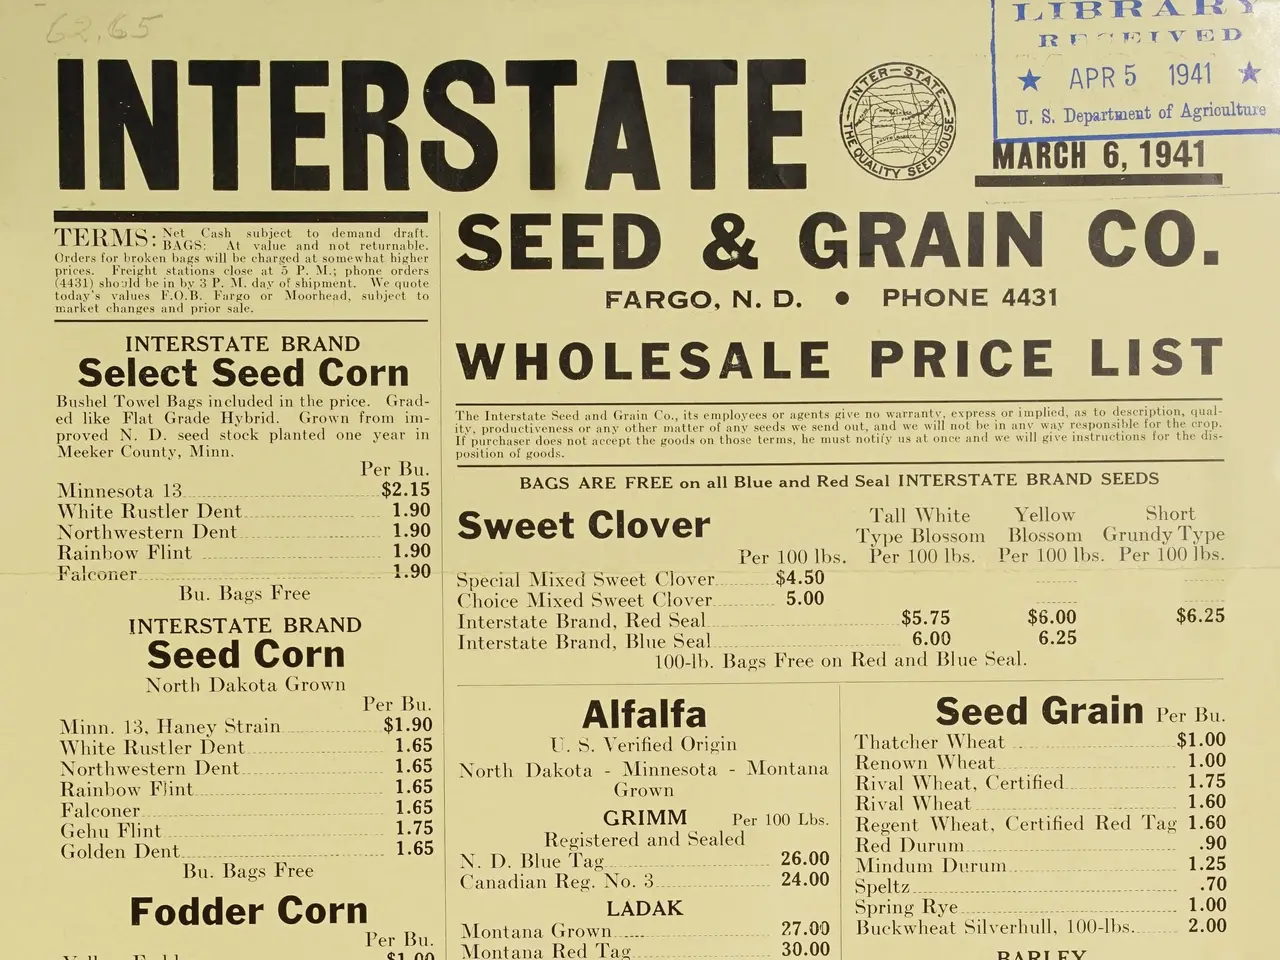 62.65
LIBRARY
RECEIVED
★ APR 5 1941 ★
U. S. Department of Agriculture
INTERSTATE
INTER-STATE
THE QUALITY SEED HOUSE
MARCH 6, 1941
SEED & GRAIN CO.
FARGO, N. D. ● PHONE 4431
WHOLESALE PRICE LIST
TERMS: Net Cash subject to demand draft.
BAGS: At value and not returnable.
Orders for broken bags will be charged at somewhat higher
prices. Freight stations close at 5 P. M.; phone orders
(4431) should be in by 3 P. M. day of shipment. We quote
today's values F.O.B. Fargo or Moorhead, subject to
market changes and prior sale.
INTERSTATE BRAND
Select Seed Corn
Bushel Towel Bags included in the price. Grad-
ed like Flat Grade Hybrid. Grown from im-
proved N. D. seed stock planted one year in
Meeker County, Minn.
Per Bu.
Minnesota 13 $2.15
White Rustler Dent 1.90
Northwestern Dent 1.90
Rainbow Flint 1.90
Falconer 1.90
Bu. Bags Free
INTERSTATE BRAND
Seed Corn
North Dakota Grown
Per Bu.
Minn. 13, Haney Strain $1.90
White Rustler Dent 1.65
Northwestern Dent 1.65
Rainbow Flint 1.65
Falconer 1.65
Gehu Flint 1.75
Golden Dent 1.65
Bu. Bags Free
Fodder Corn
Per Bu.
$1.00
The Interstate Seed and Grain Co., its employees or agents give no warranty, express or implied, as to description, qual-
ity, productiveness or any other matter of any seeds we send out, and we will not be in any way responsible for the crop.
If purchaser does not accept the goods on those terms, he must notify us at once and we will give instructions for the dis-
position of goods.
BAGS ARE FREE on all Blue and Red Seal INTERSTATE BRAND SEEDS
Sweet Clover
Tall White Yellow Short
Type Blossom Blossom Grundy Type
Per 100 lbs. Per 100 lbs. Per 100 lbs. Per 100 lbs.
Special Mixed Sweet Clover $4.50
Choice Mixed Sweet Clover 5.00
Interstate Brand, Red Seal $5.75 $6.00 $6.25
Interstate Brand, Blue Seal 6.00 6.25
100-lb. Bags Free on Red and Blue Seal.
Alfalfa
U. S. Verified Origin
North Dakota - Minnesota - Montana
Grown
GRIMM Per 100 Lbs.
Registered and Sealed
N. D. Blue Tag 26.00
Canadian Reg. No. 3 24.00
LADAK
Montana Grown 27.00
Montana Red Tag 30.00
Seed Grain Per Bu.
Thatcher Wheat $1.00
Renown Wheat 1.00
Rival Wheat, Certified 1.75
Rival Wheat 1.60
Regent Wheat, Certified Red Tag 1.60
Red Durum .90
Mindum Durum 1.25
Speltz .70
Spring Rye 1.00
Buckwheat Silverhull, 100-lbs. 2.00
BARLEY